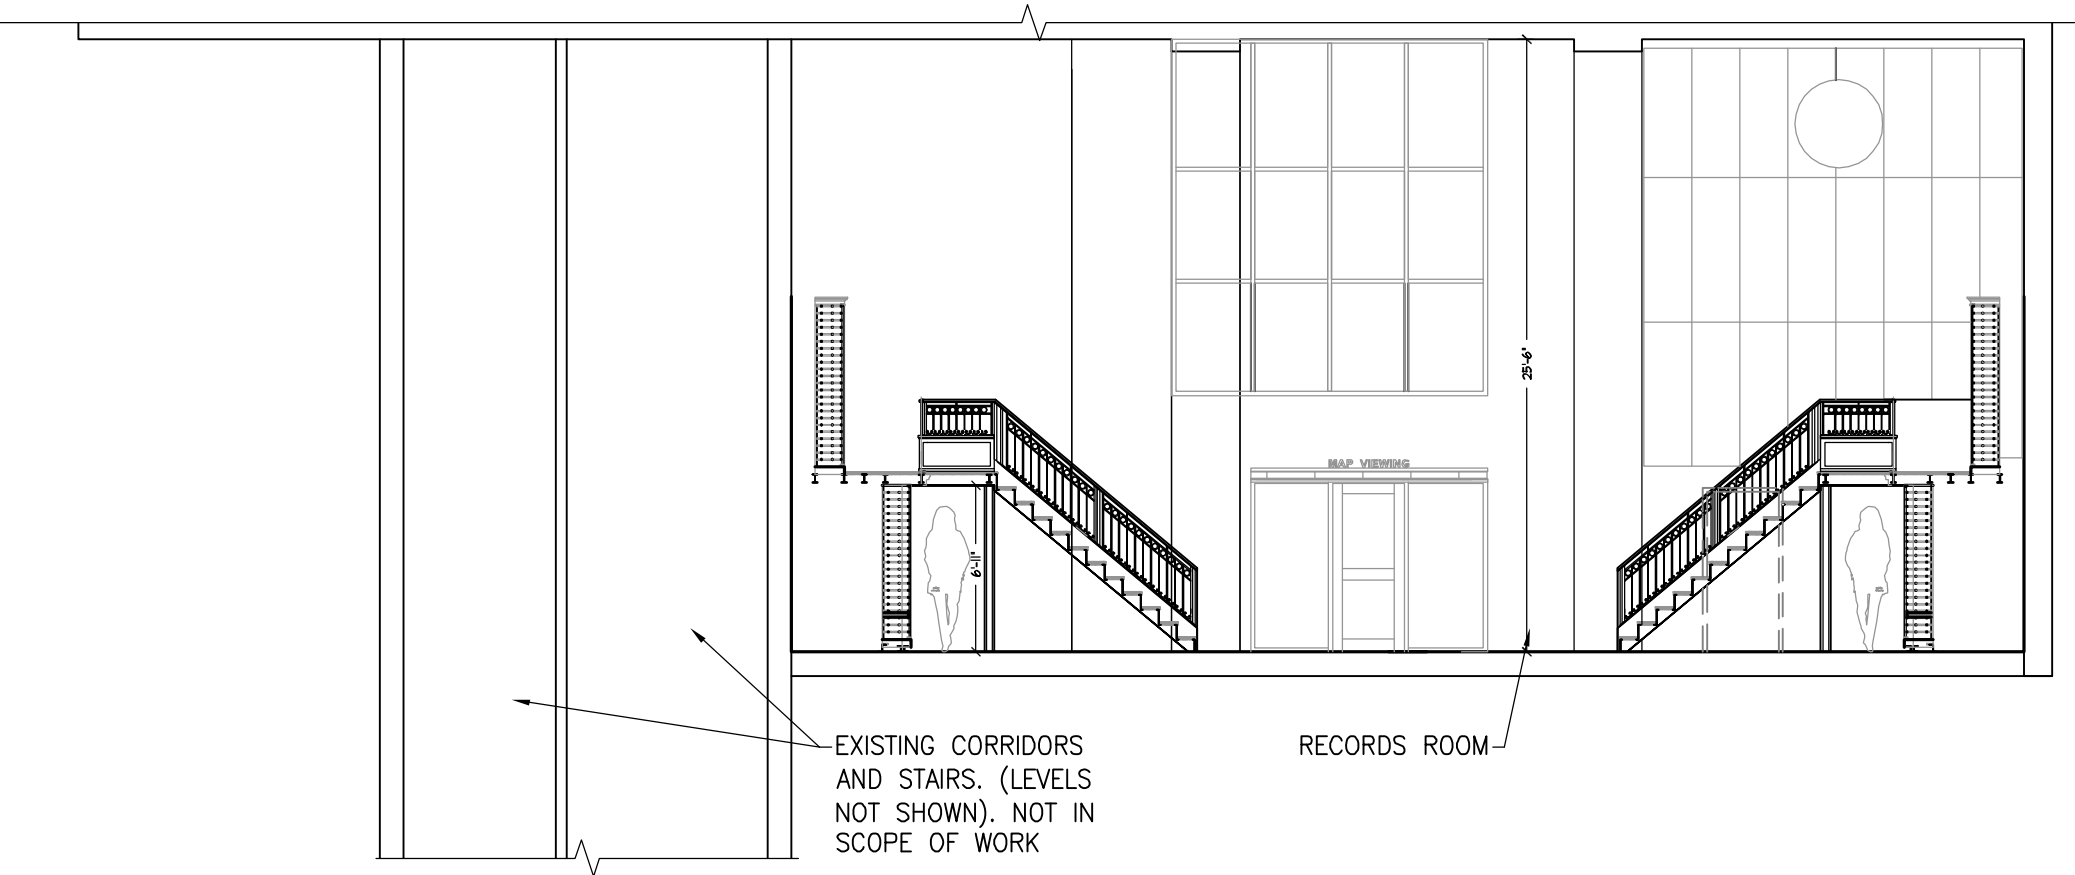 25'-6"
MAP VIEWING
6'-11"
EXISTING CORRIDORS
AND STAIRS. (LEVELS
NOT SHOWN). NOT IN
SCOPE OF WORK
RECORDS ROOM